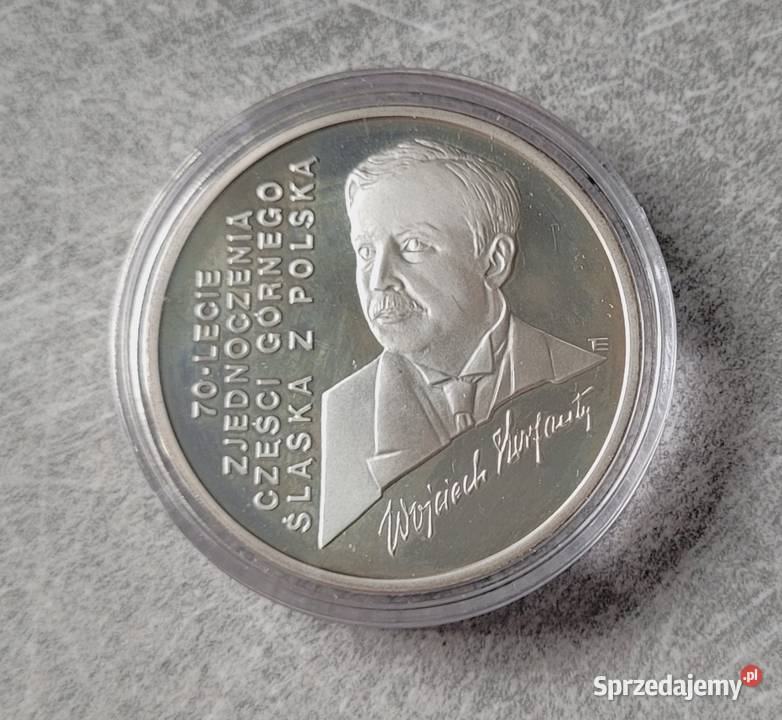 70-LECIE
ZJEDNOCZENIA
CZĘŚCI GÓRNEGO
ŚLĄSKA Z POLSKĄ
Wojciech Korfanty
Sprzedajemy.pl